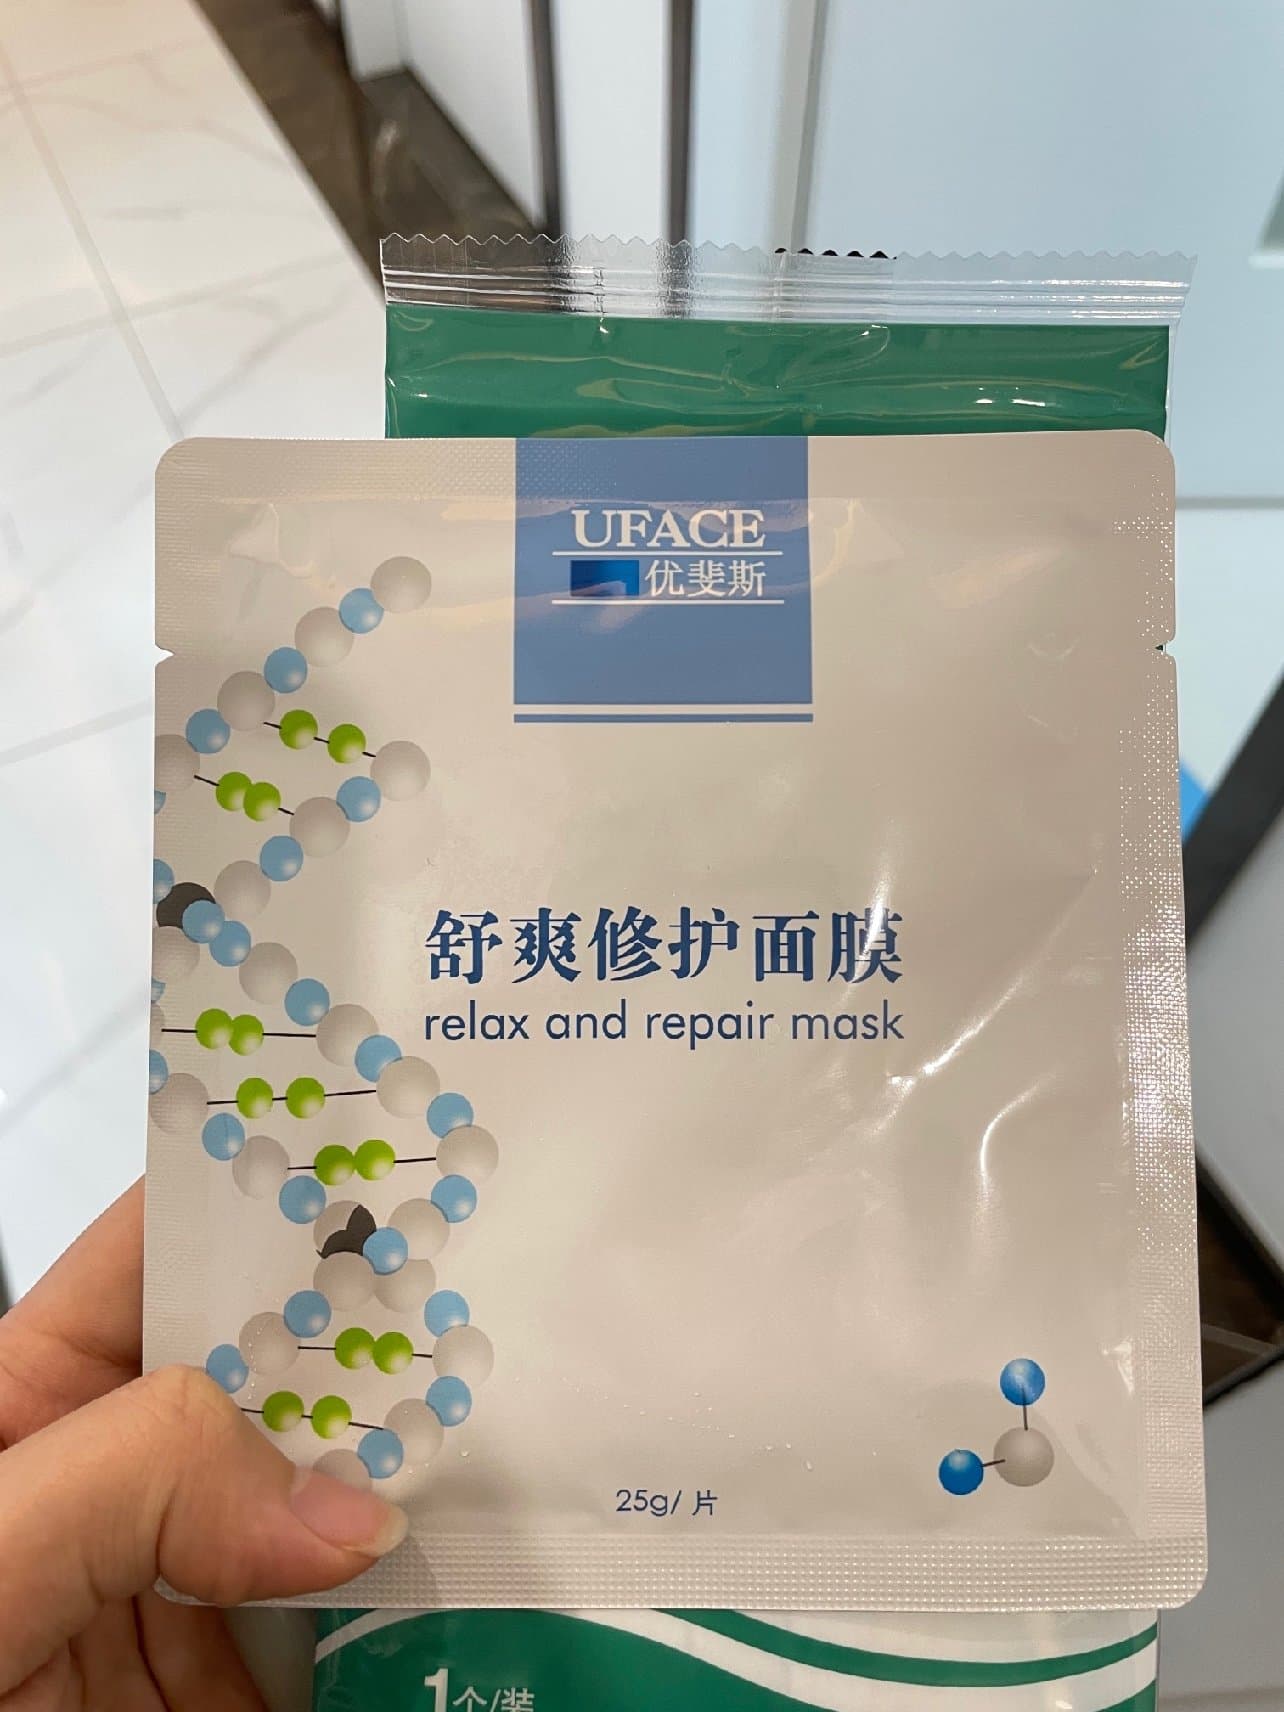 UFACE
优斐斯
舒爽修护面膜
relax and repair mask
25g/ 片
1个/装